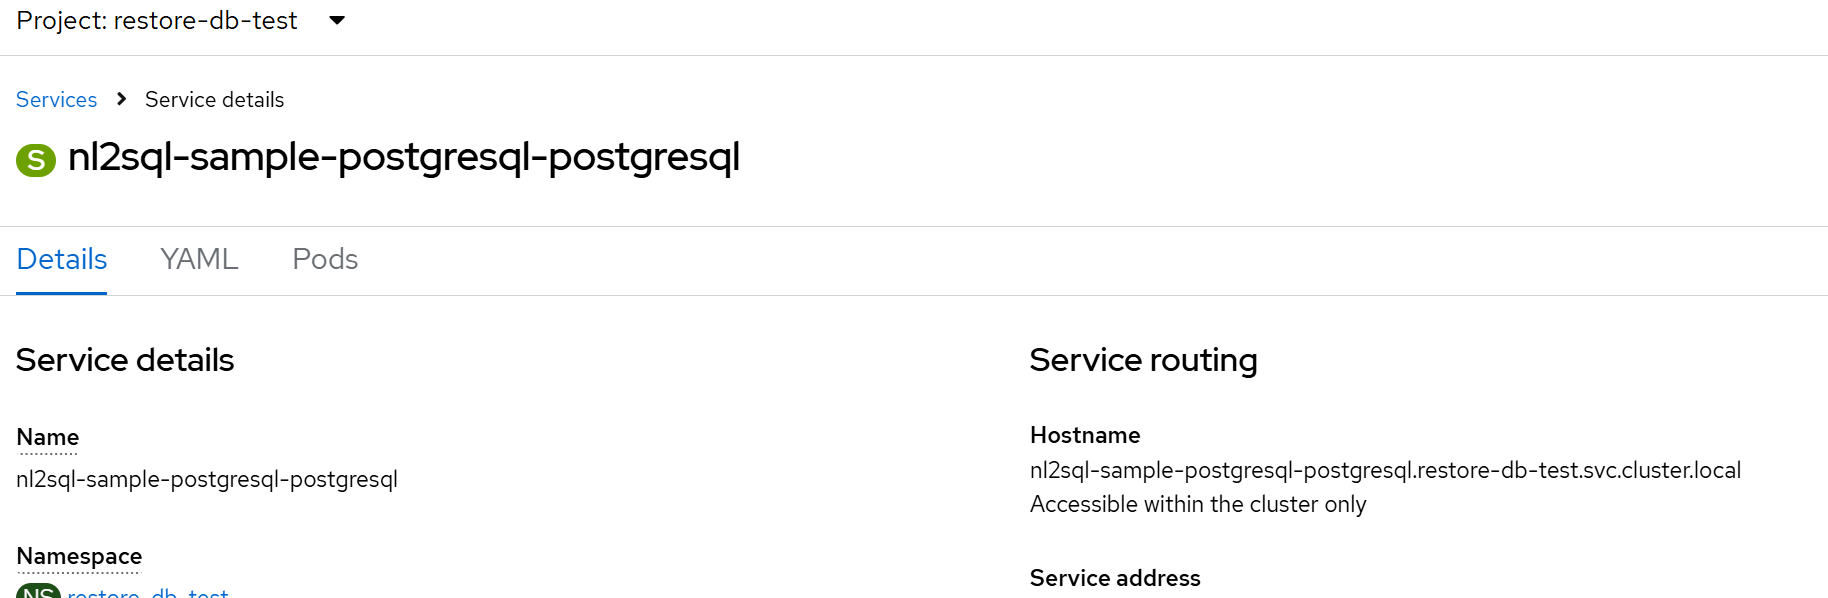 Project: restore-db-test
Services > Service details
S nl2sql-sample-postgresql-postgresql
Details YAML Pods
Service details
Name
nl2sql-sample-postgresql-postgresql
Namespace
NS restore-db-test
Service routing
Hostname
nl2sql-sample-postgresql-postgresql.restore-db-test.svc.cluster.local
Accessible within the cluster only
Service address